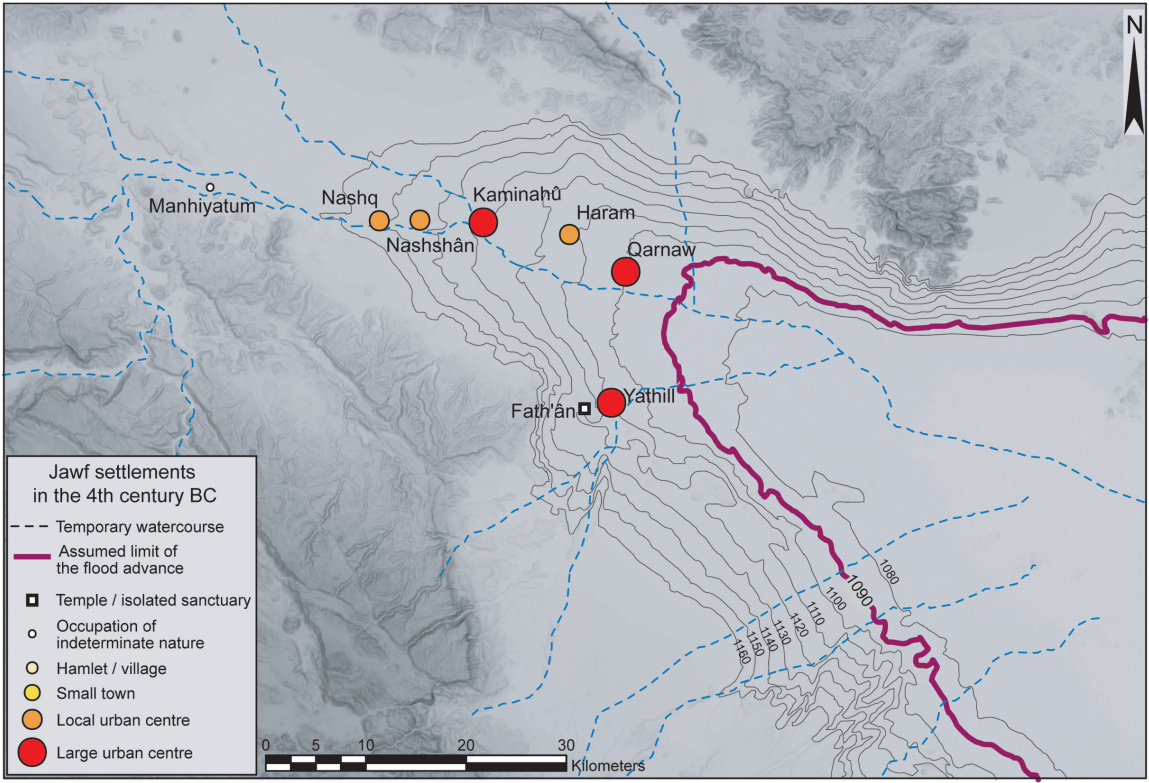 N
Manhiyatum
Nashq
Nashshân
Kaminahû
Haram
Qarnaw
Fath'ân
Yathill
1080
1090
1100
1110
1120
1130
1140
1150
1160
Jawf settlements
in the 4th century BC
Temporary watercourse
Assumed limit of
the flood advance
Temple / isolated sanctuary
Occupation of
indeterminate nature
Hamlet / village
Small town
Local urban centre
Large urban centre
0 5 10 20 30
Kilometers